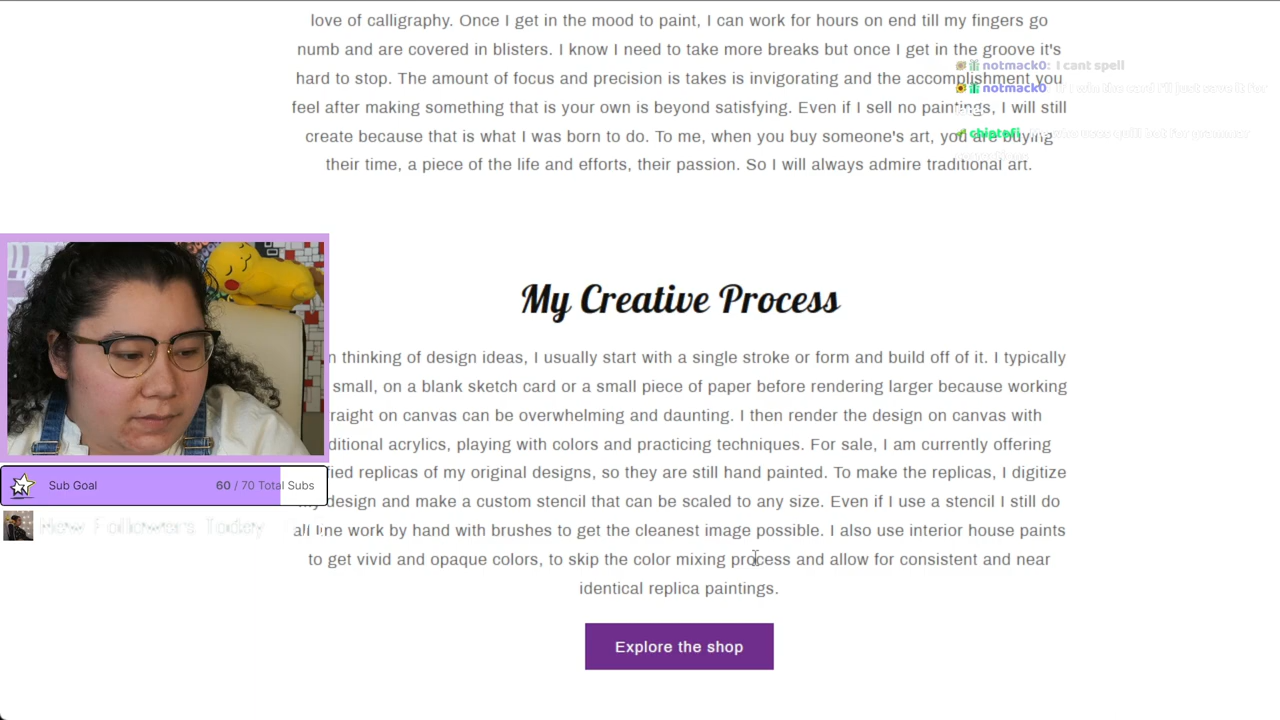 love of calligraphy. Once I get in the mood to paint, I can work for hours on end till my fingers go
numb and are covered in blisters. I know I need to take more breaks but once I get in the groove it's
hard to stop. The amount of focus and precision is takes is invigorating and the accomplishment you
feel after making something that is your own is beyond satisfying. Even if I sell no paintings, I will still
create because that is what I was born to do. To me, when you buy someone's art, you are buying
their time, a piece of the life and efforts, their passion. So I will always admire traditional art.
notmack0: I cant spell
notmack0
chiptofi
My Creative Process
thinking of design ideas, I usually start with a single stroke or form and build off of it. I typically
small, on a blank sketch card or a small piece of paper before rendering larger because working
raight on canvas can be overwhelming and daunting. I then render the design on canvas with
ditional acrylics, playing with colors and practicing techniques. For sale, I am currently offering
fied replicas of my original designs, so they are still hand painted. To make the replicas, I digitize
my design and make a custom stencil that can be scaled to any size. Even if I use a stencil I still do
all line work by hand with brushes to get the cleanest image possible. I also use interior house paints
to get vivid and opaque colors, to skip the color mixing process and allow for consistent and near
identical replica paintings.
Explore the shop
Sub Goal 60 / 70 Total Subs
New Followers Today